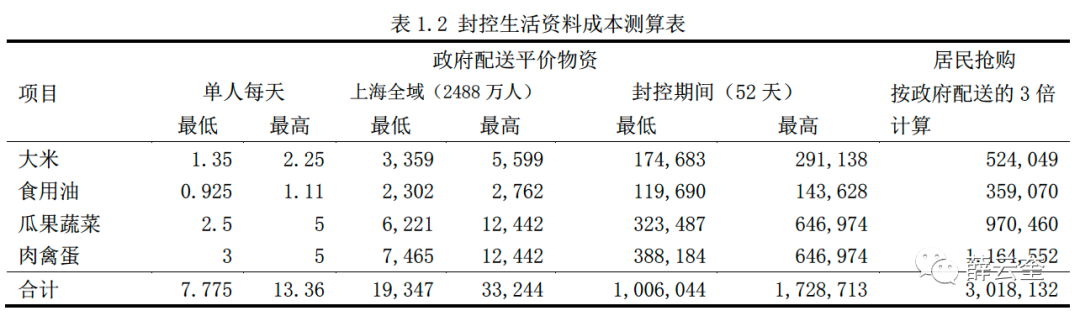 表 1.2 封控生活资料成本测算表
政府配送平价物资 居民抢购
项目 单人每天 上海全域（2488 万人） 封控期间（52 天） 按政府配送的 3 倍
最低 最高 最低 最高 最低 最高 计算
大米 1.35 2.25 3,359 5,599 174,683 291,138 524,049
食用油 0.925 1.11 2,302 2,762 119,690 143,628 359,070
瓜果蔬菜 2.5 5 6,221 12,442 323,487 646,974 970,460
肉禽蛋 3 5 7,465 12,442 388,184 646,974 1,164,552
薛云奎
合计 7.775 13.36 19,347 33,244 1,006,044 1,728,713 3,018,132